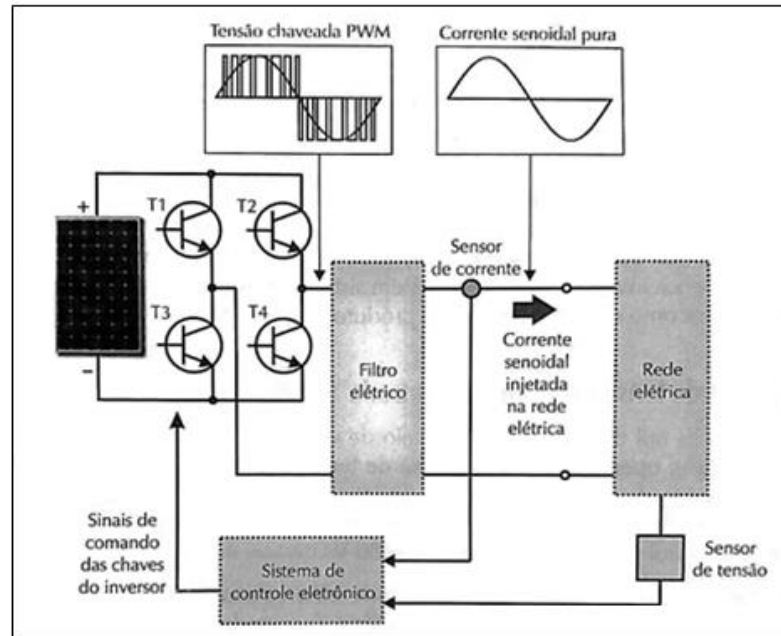 Tensão chaveada PWM
Corrente senoidal pura
+
T1
T2
Sensor
de corrente
T3
T4
−
Filtro
elétrico
Corrente
senoidal
injetada
na rede
elétrica
Rede
elétrica
Sinais de
comando
das chaves
do inversor
Sistema de
controle eletrônico
Sensor
de tensão